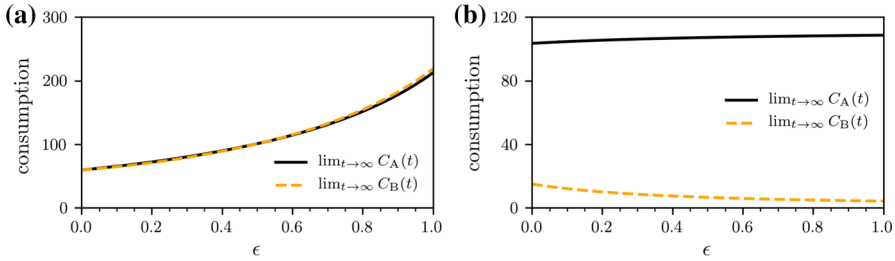 (a)
300
200
100
0
consumption
lim_{t→∞} C_A(t)
lim_{t→∞} C_B(t)
0.0 0.2 0.4 0.6 0.8 1.0
ϵ
(b)
120
80
40
0
consumption
lim_{t→∞} C_A(t)
lim_{t→∞} C_B(t)
0.0 0.2 0.4 0.6 0.8 1.0
ϵ